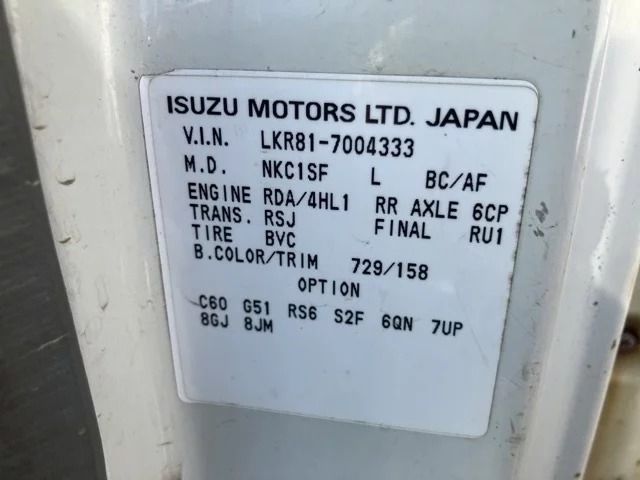 ISUZU MOTORS LTD. JAPAN
V.I.N. LKR81-7004333
M.D. NKC1SF L BC/AF
ENGINE RDA/4HL1 RR AXLE 6CP
TRANS. RSJ FINAL RU1
TIRE BVC
B.COLOR/TRIM 729/158
OPTION
C60 G51 RS6 S2F 6QN 7UP
8GJ 8JM